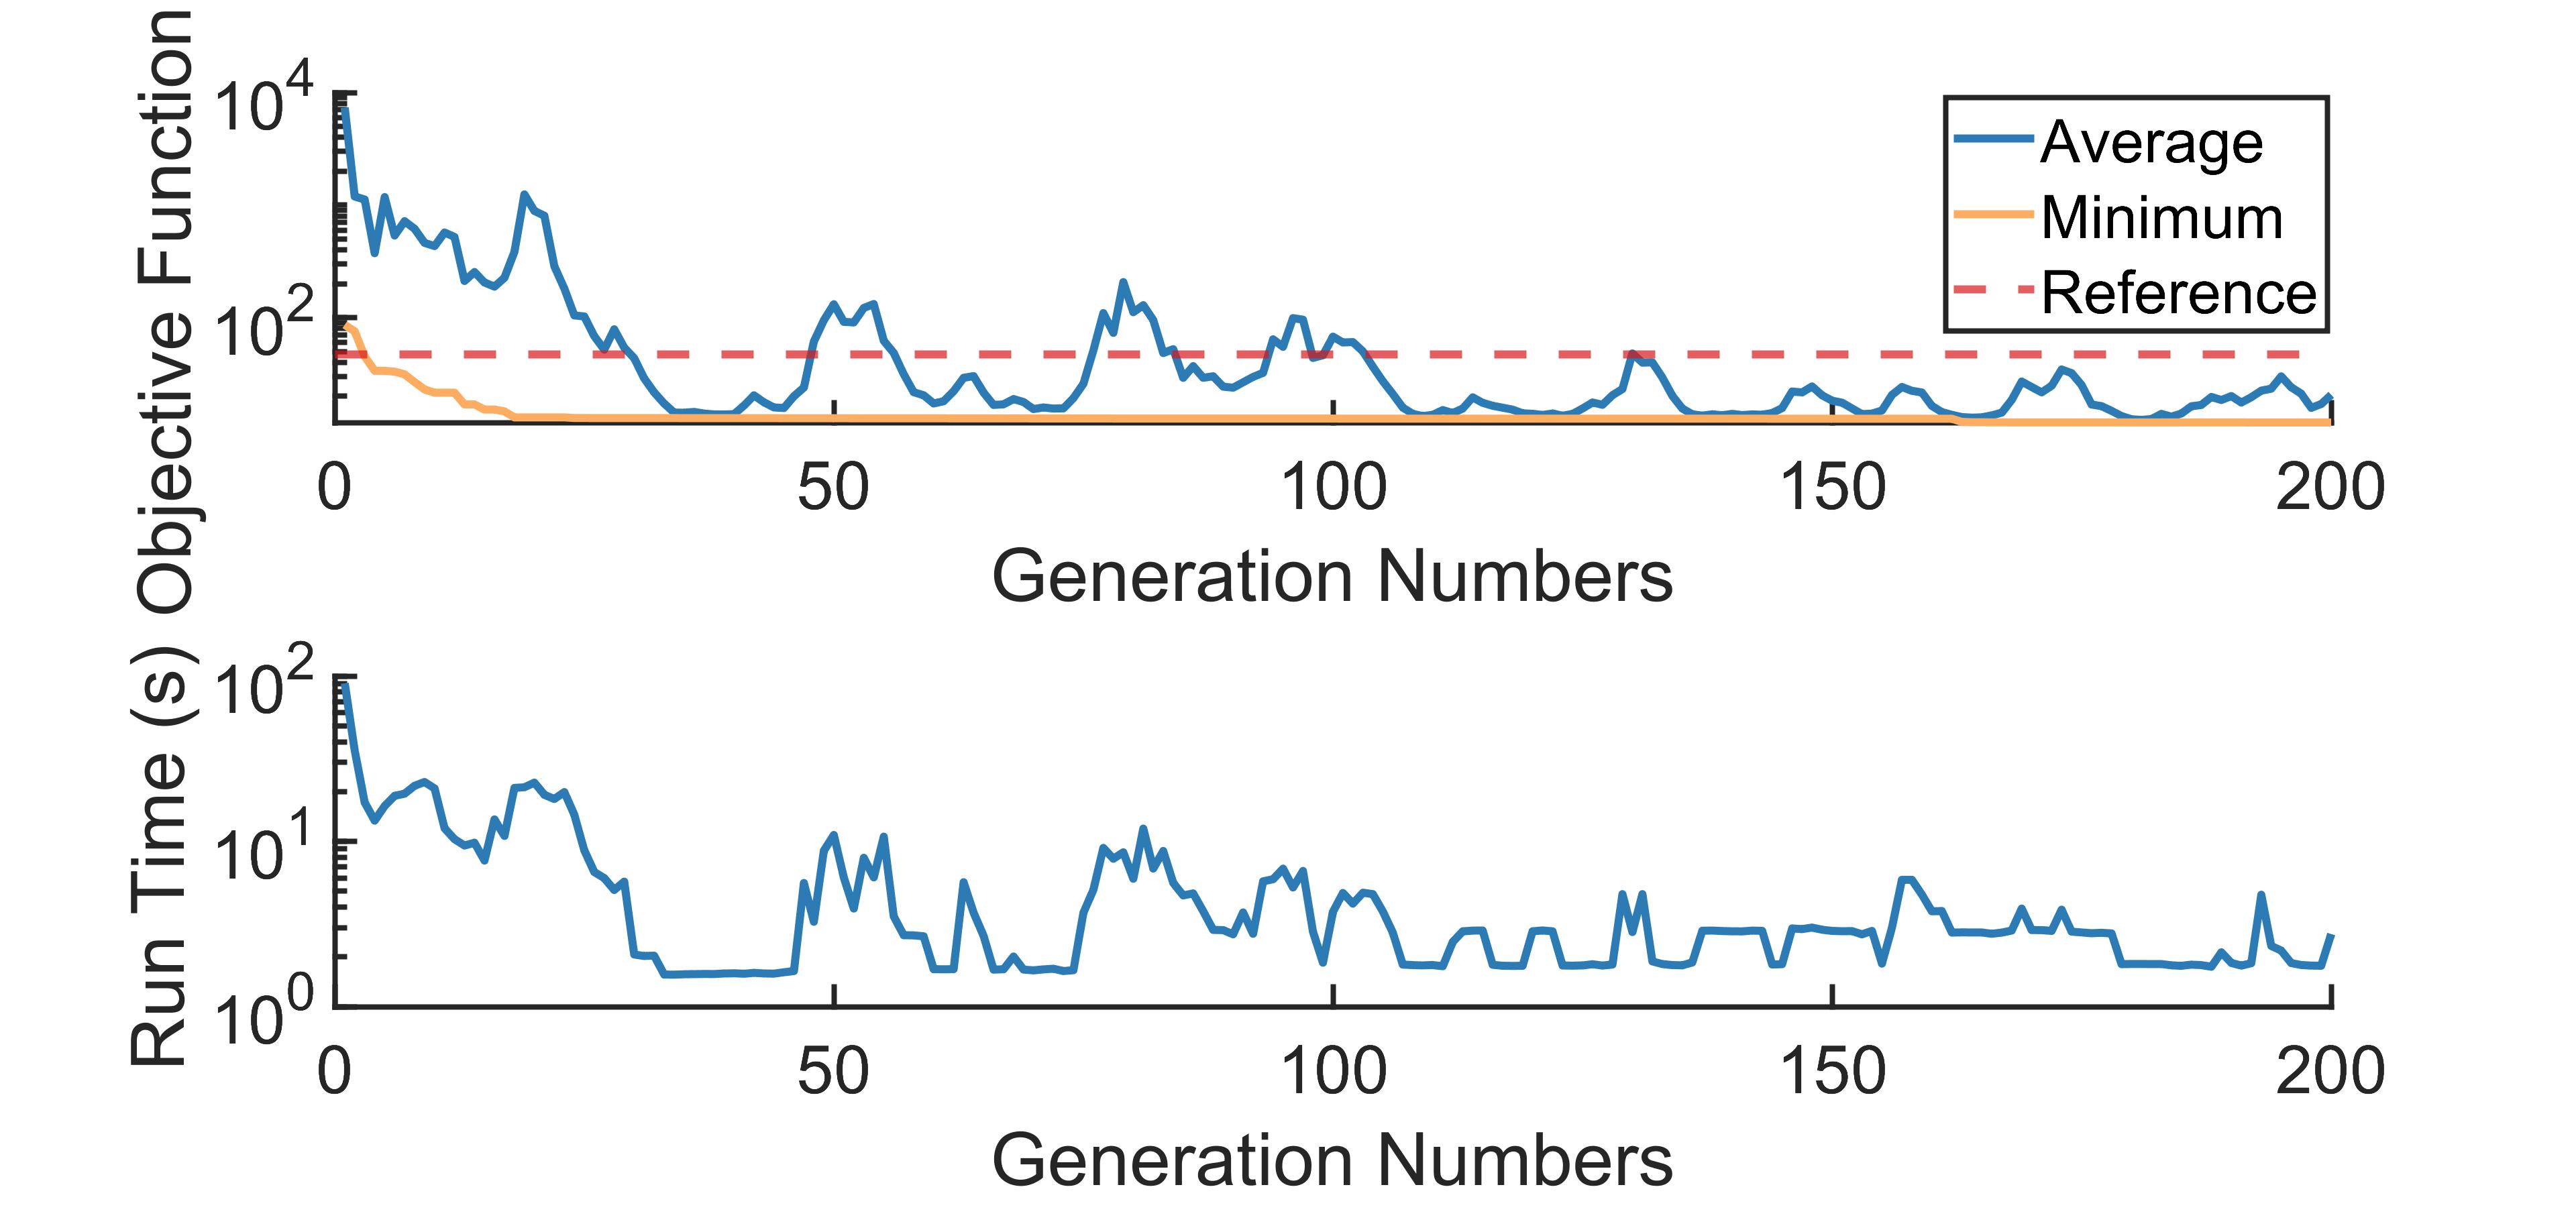 Objective Function
10^4
10^2
Average
Minimum
Reference
0 50 100 150 200
Generation Numbers
Run Time (s)
10^2
10^1
10^0
0 50 100 150 200
Generation Numbers